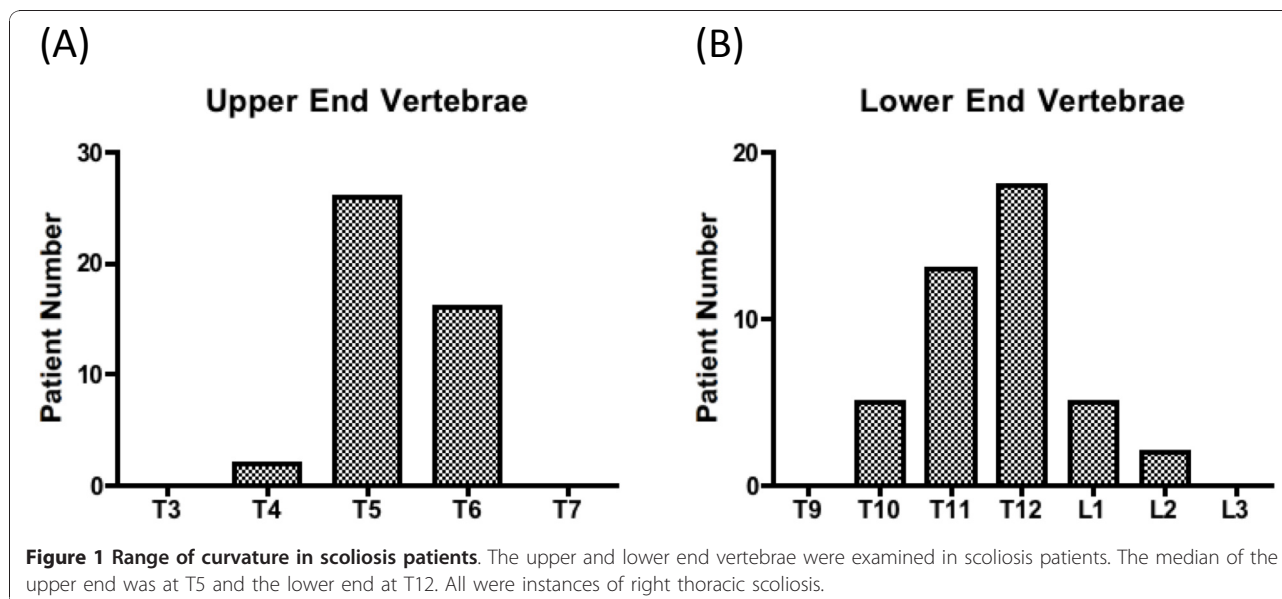 (A)
Upper End Vertebrae
Patient Number
30
20
10
0
T3 T4 T5 T6 T7
(B)
Lower End Vertebrae
Patient Number
20
10
0
T9 T10 T11 T12 L1 L2 L3
Figure 1 Range of curvature in scoliosis patients. The upper and lower end vertebrae were examined in scoliosis patients. The median of the
upper end was at T5 and the lower end at T12. All were instances of right thoracic scoliosis.